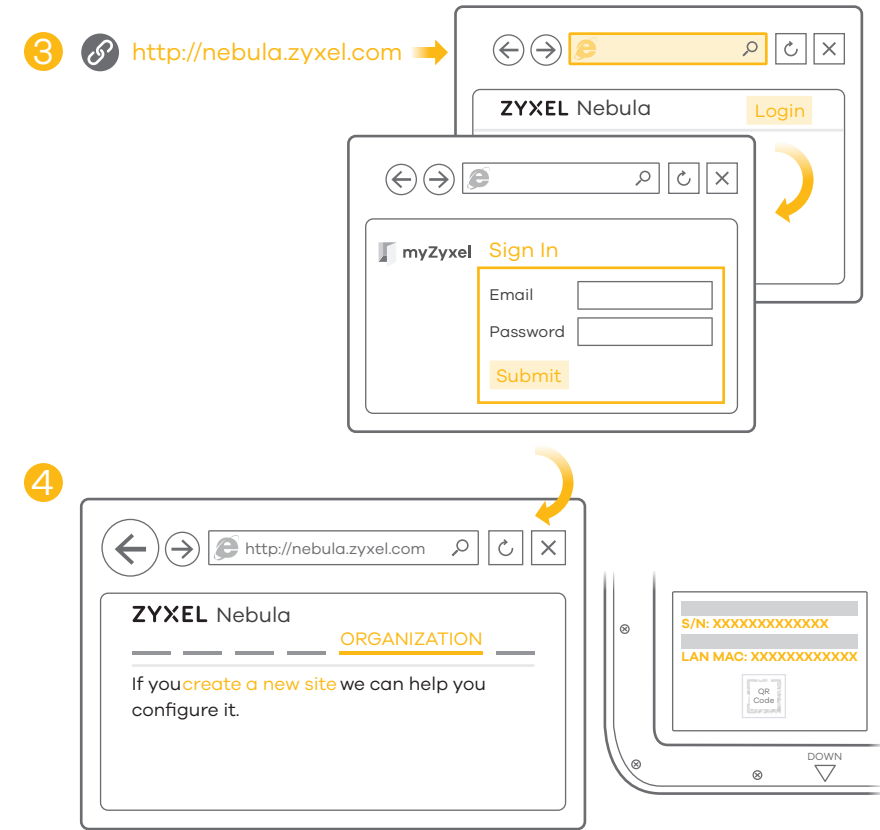 3 http://nebula.zyxel.com
ZYXEL Nebula
Login
myZyxel Sign In
Email
Password
Submit
4
http://nebula.zyxel.com
ZYXEL Nebula
ORGANIZATION
If you create a new site we can help you
configure it.
S/N: XXXXXXXXXXXXX
LAN MAC: XXXXXXXXXXXX
QR
Code
DOWN